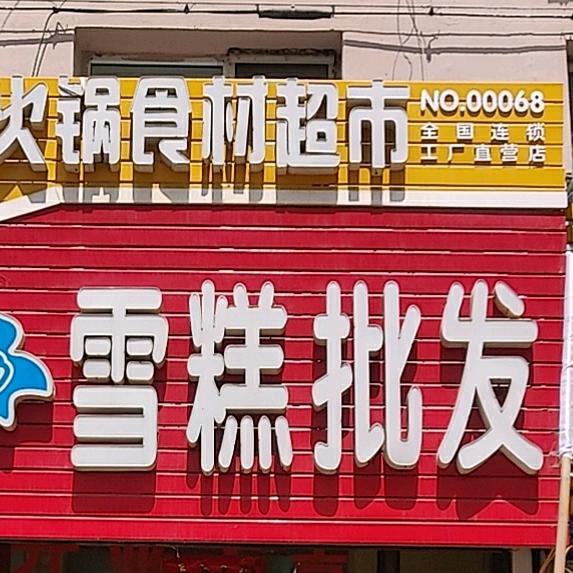 火锅食材超市
NO.00068
全国连锁
工厂直营店
雪糕批发